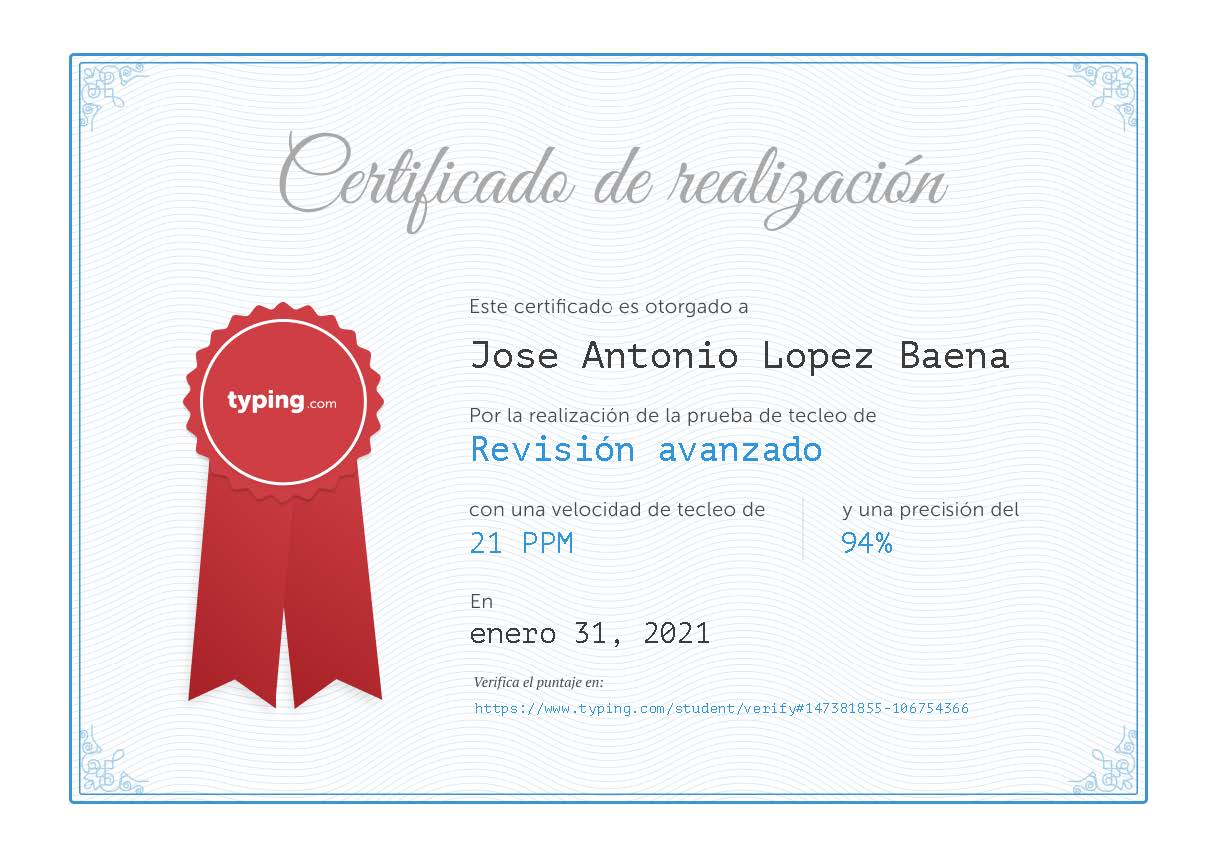 Certificado de realización
typing.com
Este certificado es otorgado a
Jose Antonio Lopez Baena
Por la realización de la prueba de tecleo de
Revisión avanzado
con una velocidad de tecleo de
21 PPM
y una precisión del
94%
En
enero 31, 2021
Verifica el puntaje en:
https://www.typing.com/student/verify#147381855-106754366